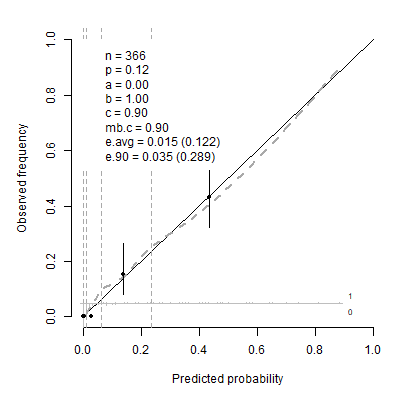 n = 366
p = 0.12
a = 0.00
b = 1.00
c = 0.90
mb.c = 0.90
e.avg = 0.015 (0.122)
e.90 = 0.035 (0.289)
Observed frequency
1.0
0.8
0.6
0.4
0.2
0.0
1
0
0.0 0.2 0.4 0.6 0.8 1.0
Predicted probability